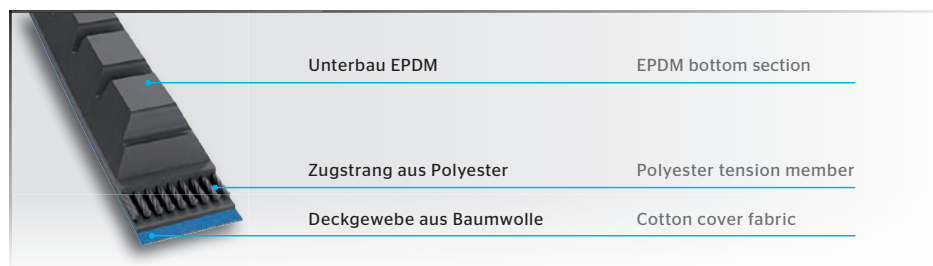 Unterbau EPDM EPDM bottom section
Zugstrang aus Polyester Polyester tension member
Deckgewebe aus Baumwolle Cotton cover fabric